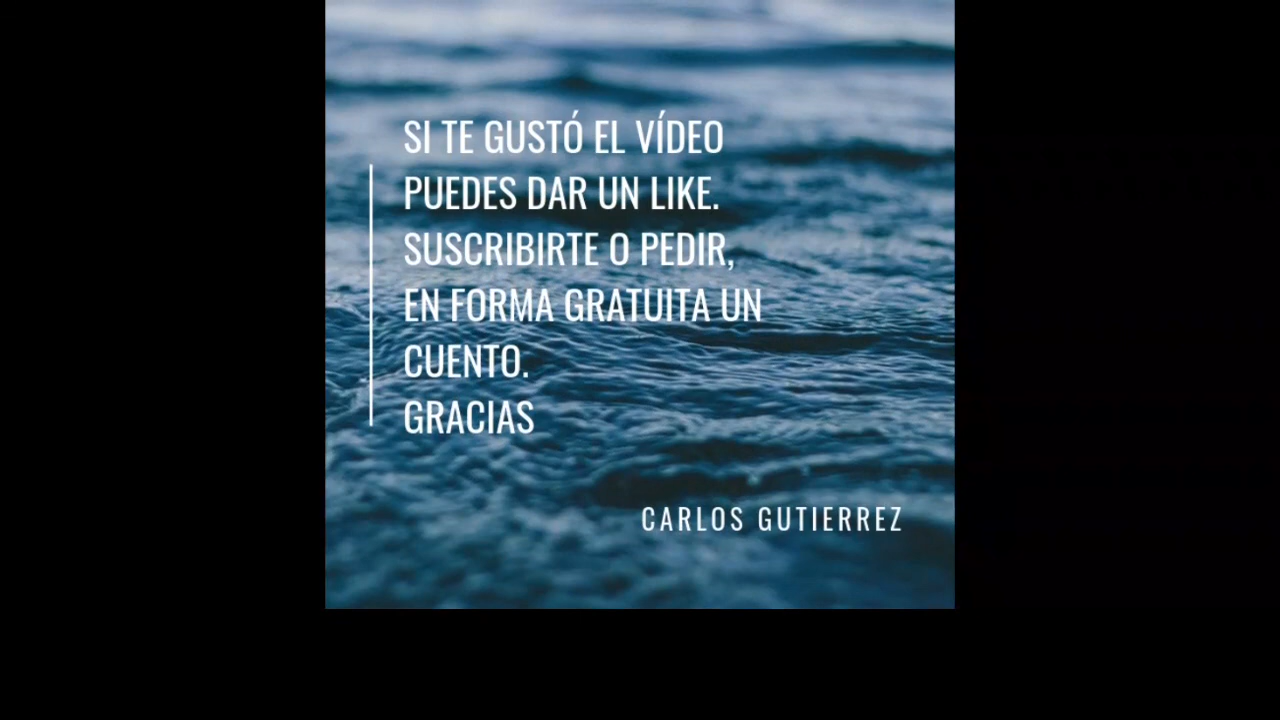 SI TE GUSTÓ EL VÍDEO
PUEDES DAR UN LIKE.
SUSCRIBIRTE O PEDIR,
EN FORMA GRATUITA UN
CUENTO.
GRACIAS
CARLOS GUTIERREZ